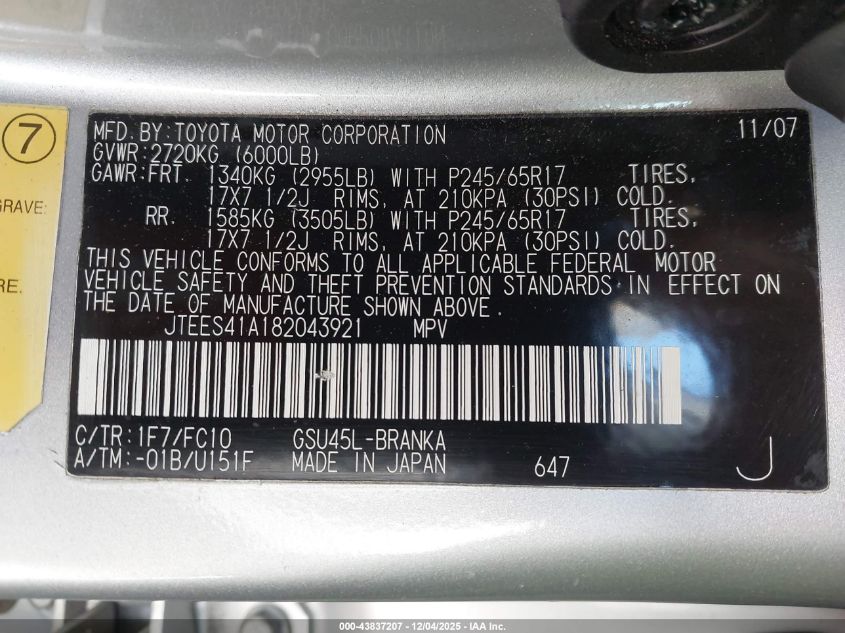 7
GRAVE:
RE.
MFD. BY: TOYOTA MOTOR CORPORATION 11/07
GVWR: 2720KG (6000LB)
GAWR: FRT. 1340KG (2955LB) WITH P245/65R17 TIRES,
17X7 1/2J RIMS, AT 210KPA (30PSI) COLD.
RR. 1585KG (3505LB) WITH P245/65R17 TIRES,
17X7 1/2J RIMS, AT 210KPA (30PSI) COLD.
THIS VEHICLE CONFORMS TO ALL APPLICABLE FEDERAL MOTOR
VEHICLE SAFETY AND THEFT PREVENTION STANDARDS IN EFFECT ON
THE DATE OF MANUFACTURE SHOWN ABOVE.
JTEES41A182043921 MPV
C/TR: 1F7/FC10 GSU45L-BRANKA
A/TM: -01B/U151F MADE IN JAPAN 647 J
000-43837207 - 12/04/2025 - IAA Inc.